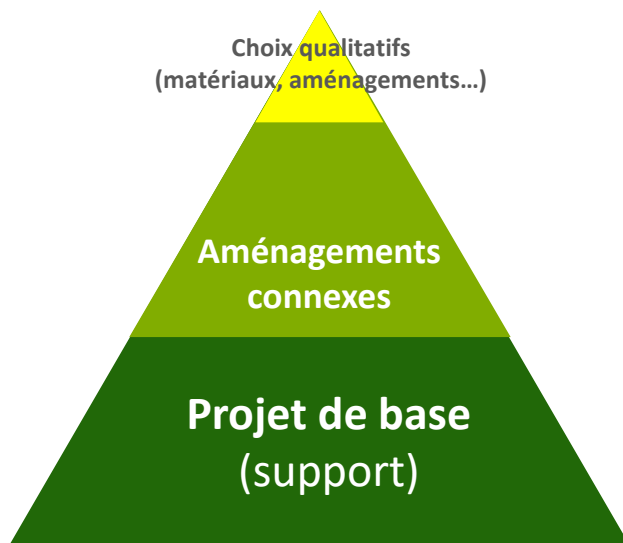 Choix qualitatifs
(matériaux, aménagements…)
Aménagements
connexes
Projet de base
(support)